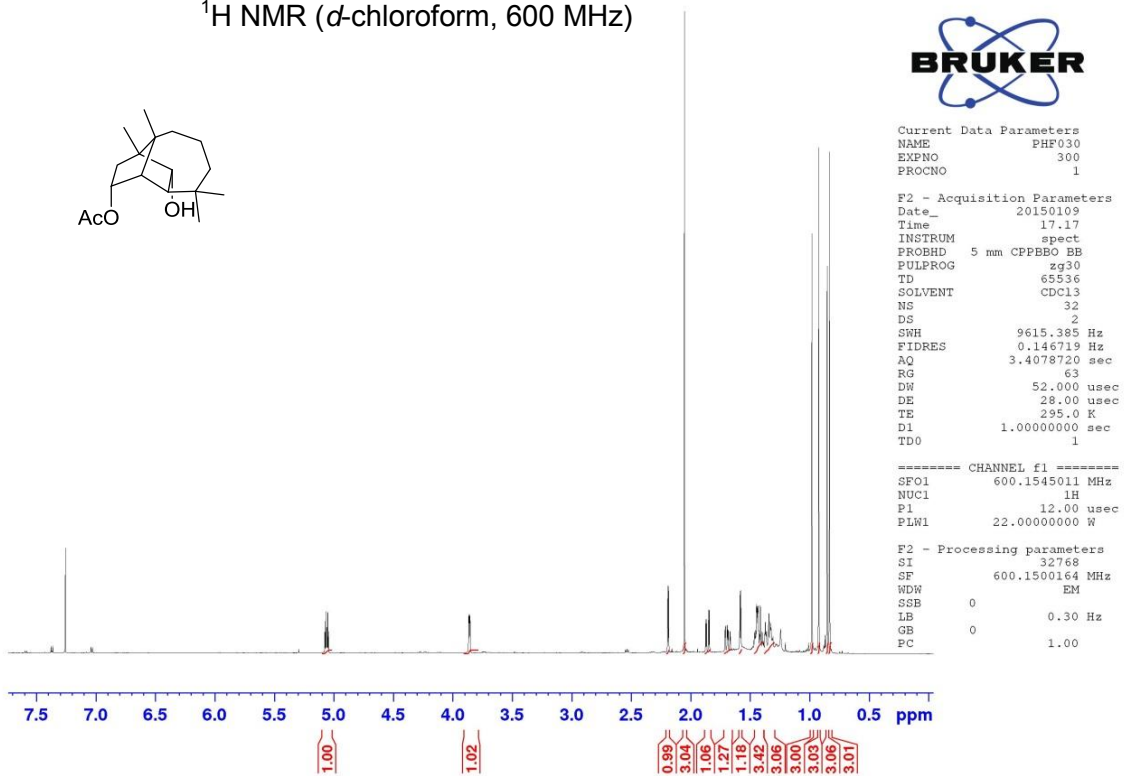 ¹H NMR (d-chloroform, 600 MHz)
BRUKER
AcO
OH
Current Data Parameters
NAME PHF030
EXPNO 300
PROCNO 1
F2 - Acquisition Parameters
Date_ 20150109
Time 17.17
INSTRUM spect
PROBHD 5 mm CPPBBO BB
PULPROG zg30
TD 65536
SOLVENT CDCl3
NS 32
DS 2
SWH 9615.385 Hz
FIDRES 0.146719 Hz
AQ 3.4078720 sec
RG 63
DW 52.000 usec
DE 28.00 usec
TE 295.0 K
D1 1.00000000 sec
TD0 1
======== CHANNEL f1 ========
SFO1 600.1545011 MHz
NUC1 1H
P1 12.00 usec
PLW1 22.00000000 W
F2 - Processing parameters
SI 32768
SF 600.1500164 MHz
WDW EM
SSB 0
LB 0.30 Hz
GB 0
PC 1.00
7.5 7.0 6.5 6.0 5.5 5.0 4.5 4.0 3.5 3.0 2.5 2.0 1.5 1.0 0.5 ppm
1.00 1.02 0.99 3.04 1.06 1.27 1.18 3.42 3.06 3.00 3.03 3.06 3.01